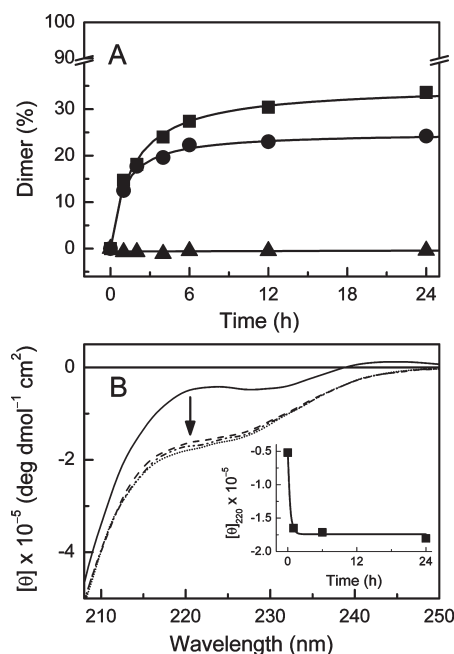 100
A
90
30
20
10
0
Dimer (%)
0 6 12 18 24
Time (h)
B
0
-2
-4
[θ] x 10⁻⁵ (deg dmol⁻¹ cm²)
-0.5
-1.0
-1.5
-2.0
[θ]₂₂₀ x 10⁻⁵
0 6 12 18 24
Time (h)
210 220 230 240 250
Wavelength (nm)